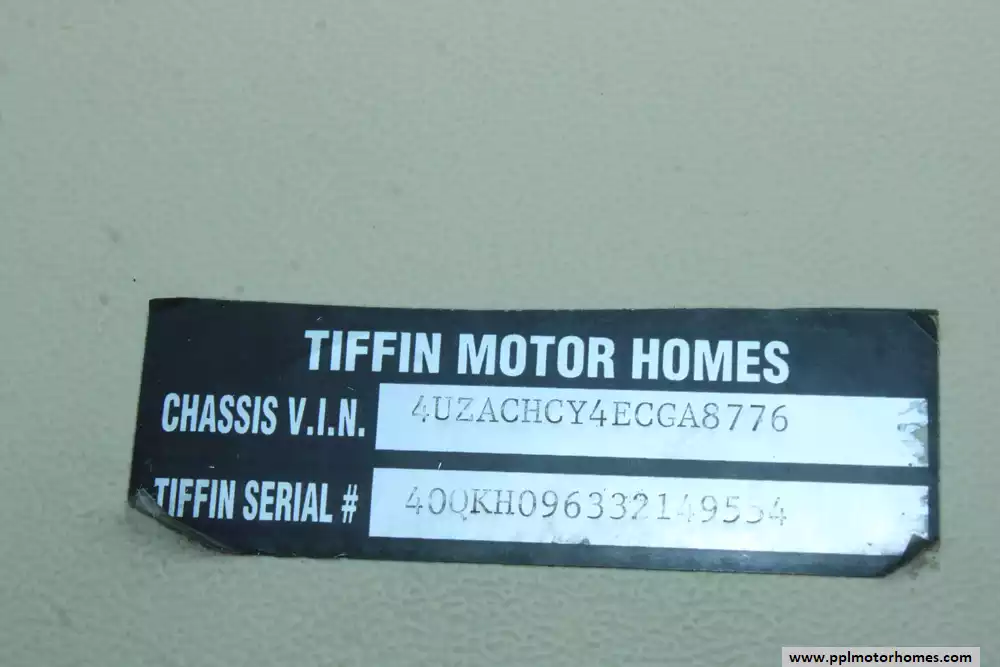 TIFFIN MOTOR HOMES
CHASSIS V.I.N. 4UZACHCY4ECGA8776
TIFFIN SERIAL #
www.pplmotorhomes.com